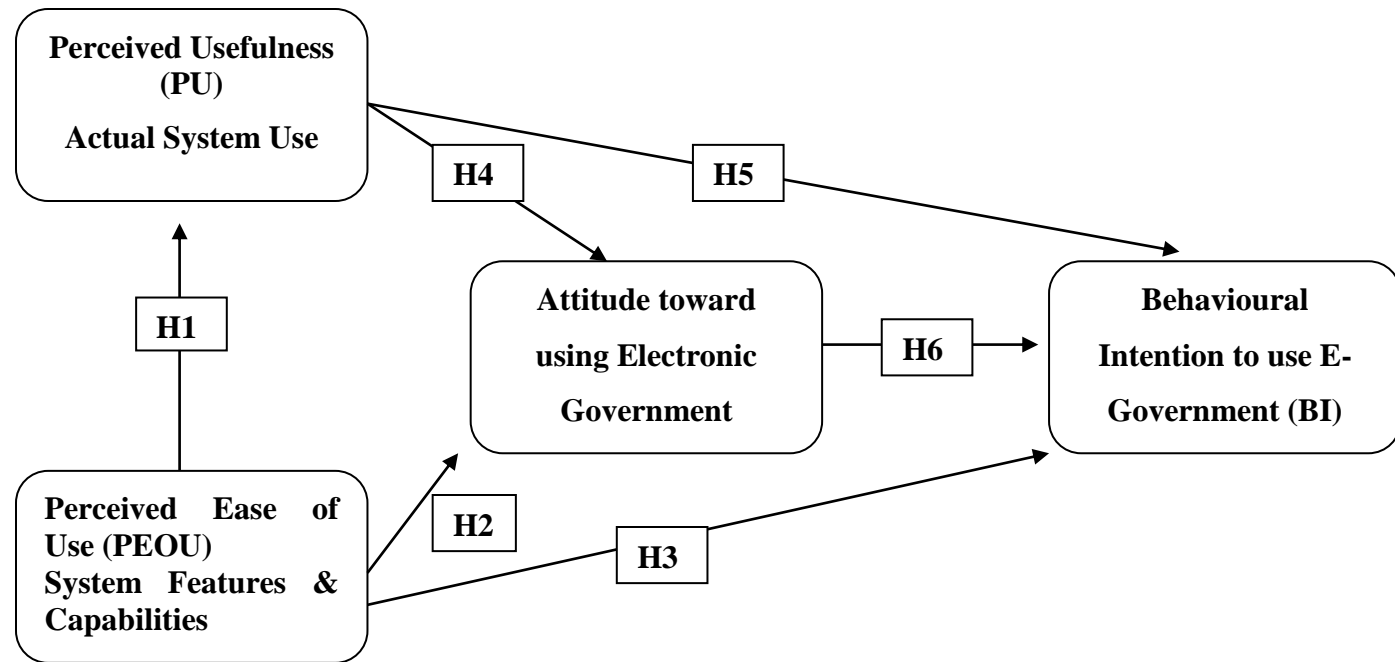 Perceived Usefulness
(PU)
Actual System Use
H4
H5
H1
Attitude toward
using Electronic
Government
H6
Behavioural
Intention to use E-
Government (BI)
Perceived Ease of
Use (PEOU)
System Features &
Capabilities
H2
H3